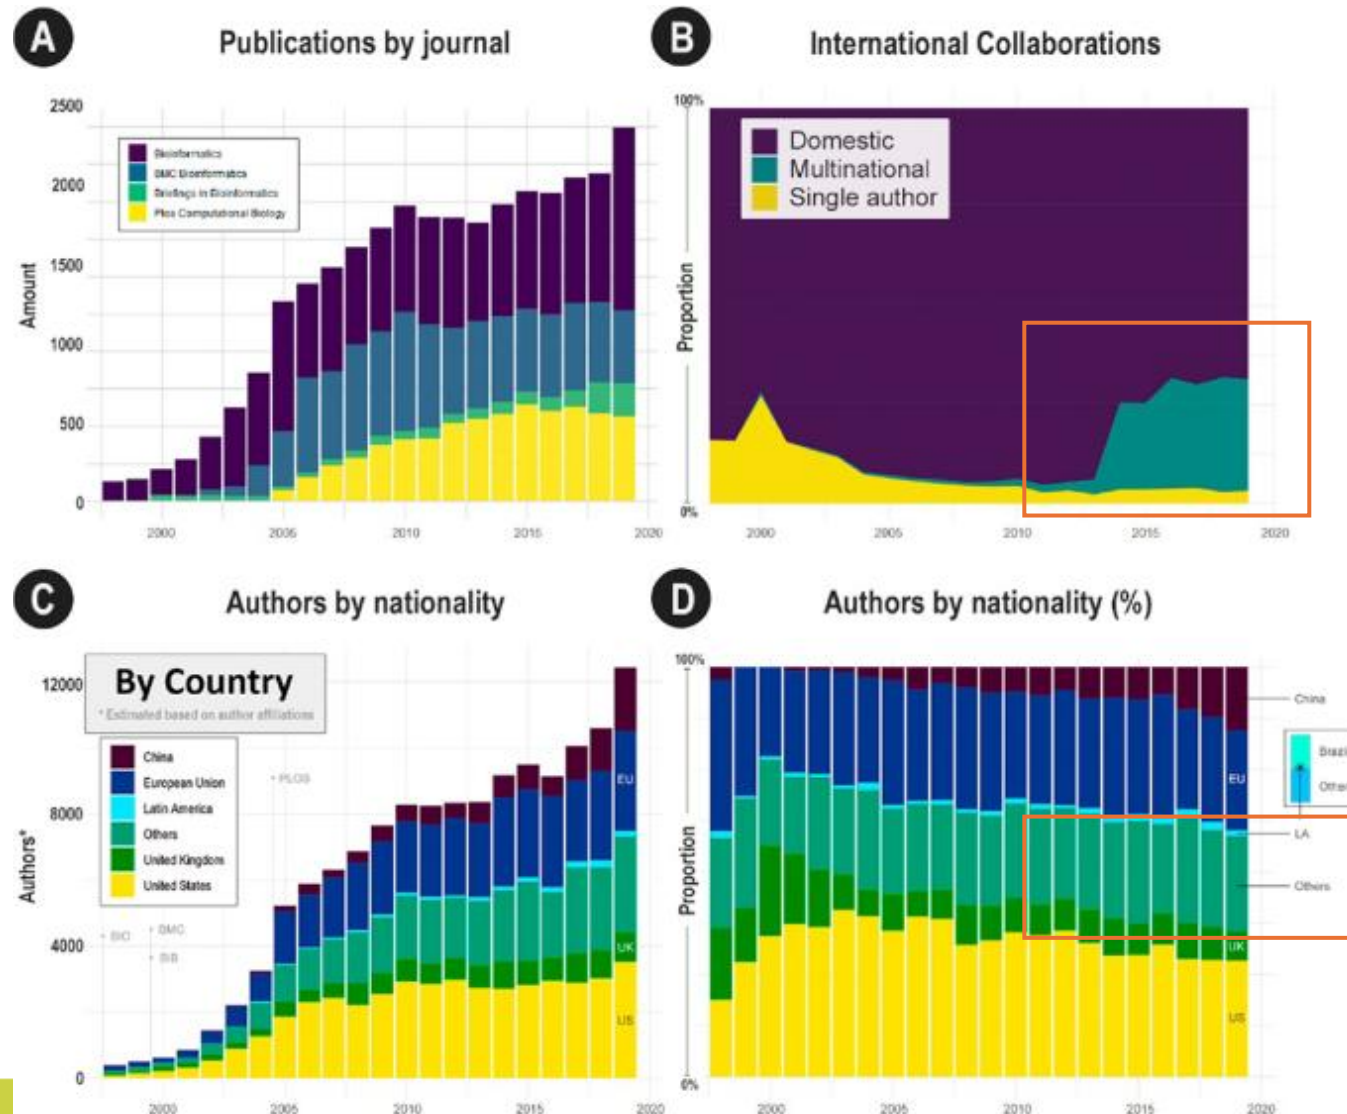 A
Publications by journal
2500
2000
1500
1000
500
0
Amount
Bioinformatics
BMC Bioinformatics
Briefings in Bioinformatics
Plos Computational Biology
2000
2005
2010
2015
2020
B
International Collaborations
100%
Proportion
0%
Domestic
Multinational
Single author
2000
2005
2010
2015
2020
C
Authors by nationality
By Country
* Estimated based on author affiliations
12000
8000
4000
0
Authors*
China
European Union
Latin America
Others
United Kingdom
United States
PLOS
BMC
BIO
BIB
EU
UK
US
2000
2005
2010
2015
2020
D
Authors by nationality (%)
100%
Proportion
0%
China
EU
LA
Others
UK
US
2000
2005
2010
2015
2020